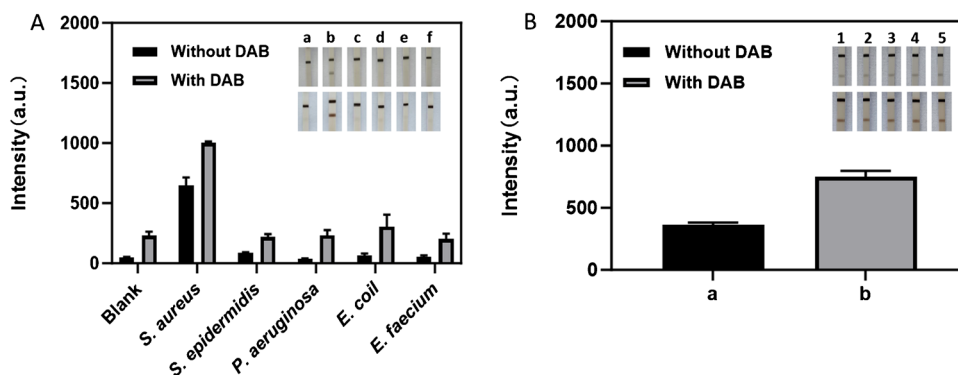 A
2000
1500
1000
500
0
Intensity (a.u.)
Without DAB
With DAB
a b c d e f
Blank
S. aureus
S. epidermidis
P. aeruginosa
E. coil
E. faecium
B
2000
1500
1000
500
0
Intensity (a.u.)
Without DAB
With DAB
1 2 3 4 5
a
b